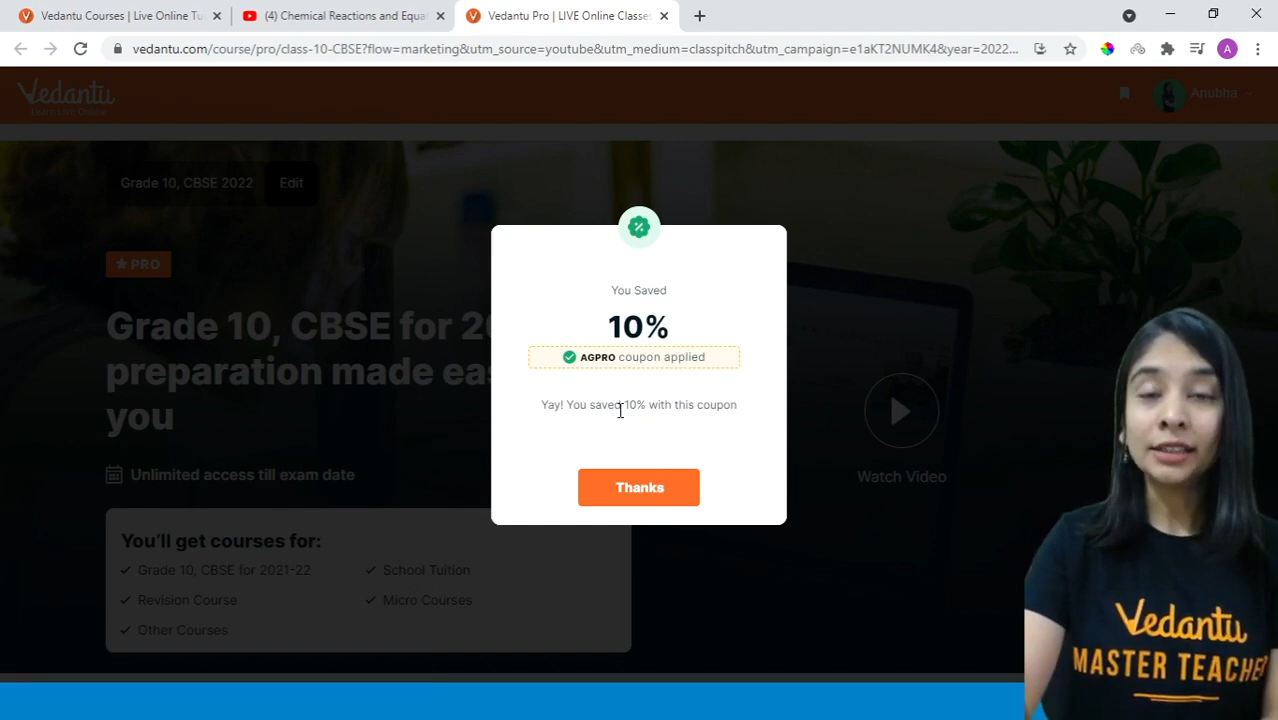 Vedantu Courses | Live Online Tu
(4) Chemical Reactions and Equa
Vedantu Pro | LIVE Online Classes
vedantu.com/course/pro/class-10-CBSE?flow=marketing&utm_source=youtube&utm_medium=classpitch&utm_campaign=e1aKT2NUMK4&year=2022...
A
Vedantu
Learn Live Online
Anubha
Grade 10, CBSE 2022 Edit
PRO
Grade 10, CBSE for 20
preparation made eas
you
Unlimited access till exam date
You'll get courses for:
Grade 10, CBSE for 2021-22 School Tuition
Revision Course Micro Courses
Other Courses
You Saved
10%
AGPRO coupon applied
Yay! You saved 10% with this coupon
Thanks
Watch Video
Vedantu
MASTER TEACHER